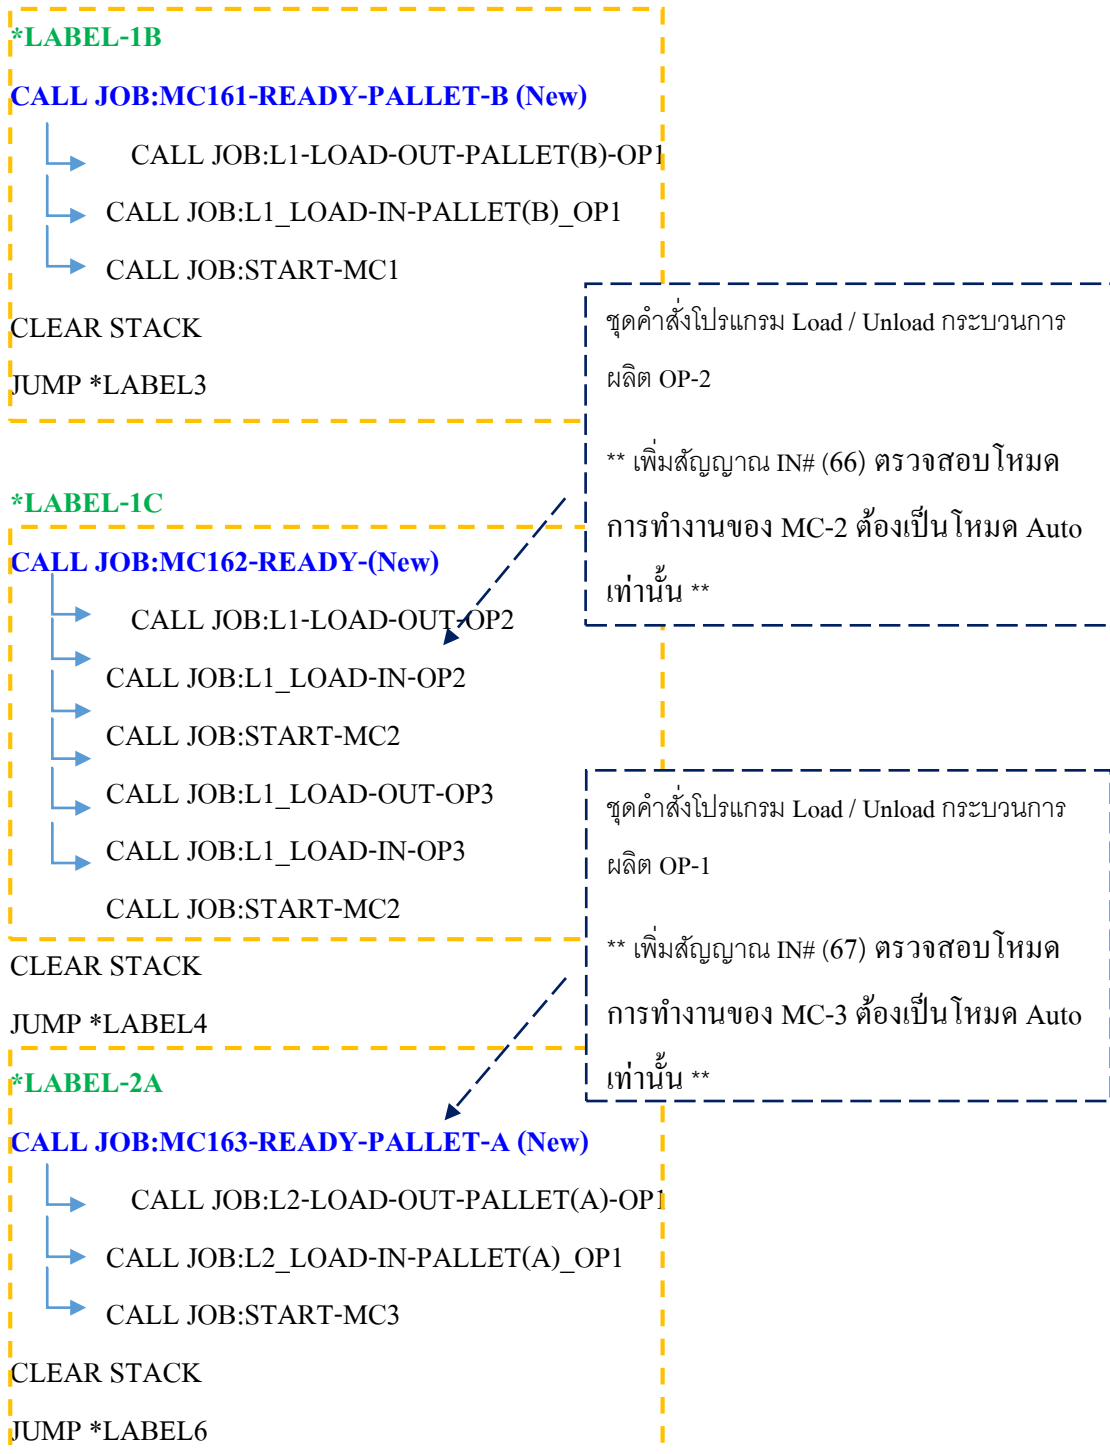 *LABEL-1B
CALL JOB:MC161-READY-PALLET-B (New)
CALL JOB:L1-LOAD-OUT-PALLET(B)-OP1
CALL JOB:L1_LOAD-IN-PALLET(B)_OP1
CALL JOB:START-MC1
CLEAR STACK
JUMP *LABEL3
ชุดคำสั่งโปรแกรม Load / Unload กระบวนการ
ผลิต OP-2
** เพิ่มสัญญาณ IN# (66) ตรวจสอบโหมด
การทำงานของ MC-2 ต้องเป็นโหมด Auto
เท่านั้น **
*LABEL-1C
CALL JOB:MC162-READY-(New)
CALL JOB:L1-LOAD-OUT-OP2
CALL JOB:L1_LOAD-IN-OP2
CALL JOB:START-MC2
CALL JOB:L1_LOAD-OUT-OP3
CALL JOB:L1_LOAD-IN-OP3
CALL JOB:START-MC2
CLEAR STACK
JUMP *LABEL4
ชุดคำสั่งโปรแกรม Load / Unload กระบวนการ
ผลิต OP-1
** เพิ่มสัญญาณ IN# (67) ตรวจสอบโหมด
การทำงานของ MC-3 ต้องเป็นโหมด Auto
เท่านั้น **
*LABEL-2A
CALL JOB:MC163-READY-PALLET-A (New)
CALL JOB:L2-LOAD-OUT-PALLET(A)-OP1
CALL JOB:L2_LOAD-IN-PALLET(A)_OP1
CALL JOB:START-MC3
CLEAR STACK
JUMP *LABEL6